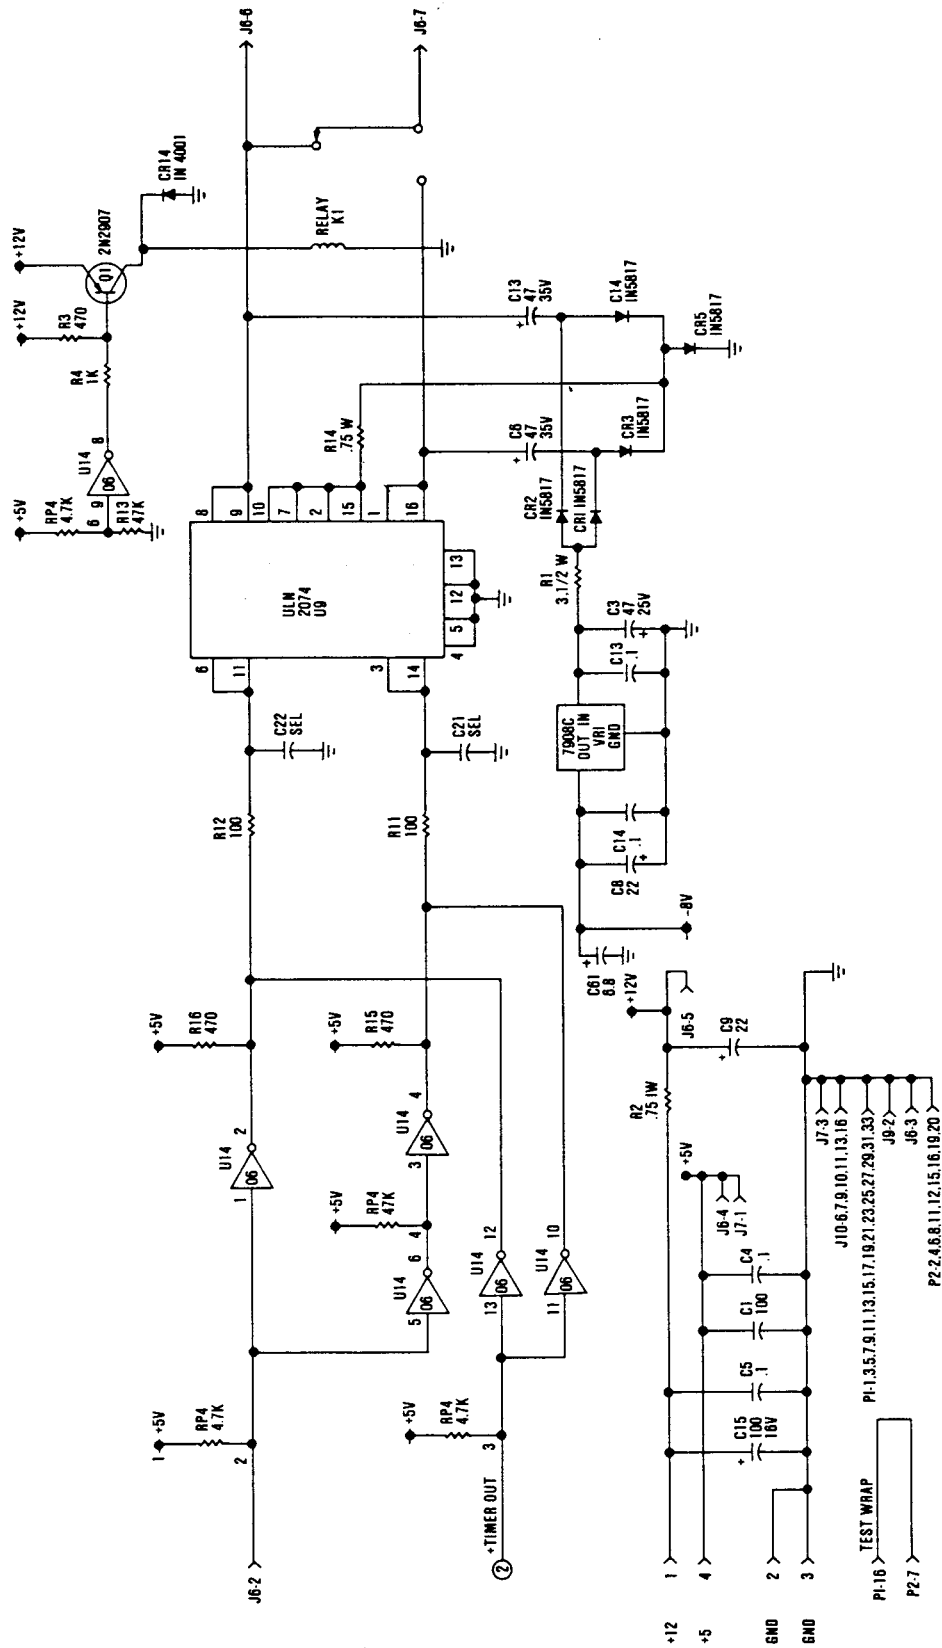 J6-6
J6-7
+12V
+12V
+5V
R3
470
Q1
2N2907
CR14
IN 4001
R4
1K
U14
06
9
8
RP4
4.7K
6
R13
47K
RELAY
K1
C13
47
35V
C14
IN5817
CR5
IN5817
R14
.75 W
C6
47
35V
CR3
IN5817
CR2
IN5817
CR1 IN5817
8
9
10
7
2
15
1
16
ULN
2074
U9
13
12
5
4
6
11
3
14
R1
3.1/2 W
C3
47
25V
C13
.1
7908C
OUT IN
VR1
GND
C14
.1
C8
22
-8V
C61
6.8
C22
SEL
C21
SEL
R12
100
R11
100
+5V
R16
470
+5V
R15
470
U14
06
1
2
U14
06
3
4
+5V
RP4
47K
4
U14
06
5
6
U14
06
13
12
U14
06
11
10
+5V
1
RP4
4.7K
2
J6-2
+5V
RP4
4.7K
3
+TIMER OUT
2
+12V
J6-5
C9
22
R2
.75 1W
+5V
J6-4
J7-1
C4
.1
C1
100
C5
.1
C15
100
16V
J7-3
J10-6,7,9,10,11,13,16
P1-1,3,5,7,9,11,13,15,17,19,21,23,25,27,29,31,33
J9-2
J6-3
P2-2,4,6,8,11,12,15,16,19,20
+12
1
+5
4
GND
2
GND
3
TEST WRAP
P1-16
P2-7